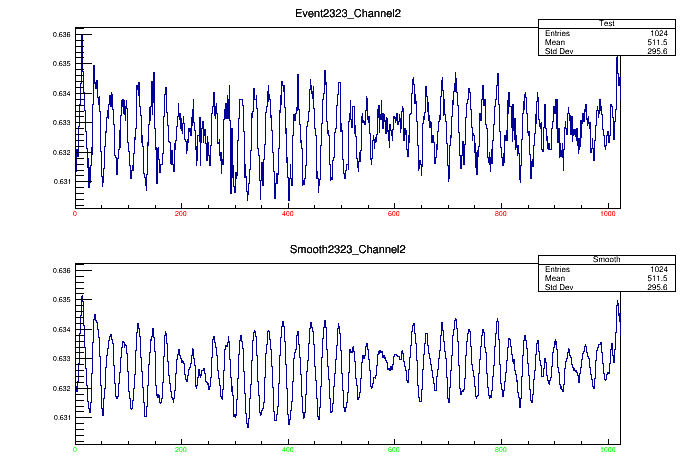 Event2323_Channel2
Test
Entries 1024
Mean 511.5
Std Dev 295.6
0.636
0.635
0.634
0.633
0.632
0.631
0 200 400 600 800 1000
Smooth2323_Channel2
Smooth
Entries 1024
Mean 511.5
Std Dev 295.6
0.636
0.635
0.634
0.633
0.632
0.631
0 200 400 600 800 1000